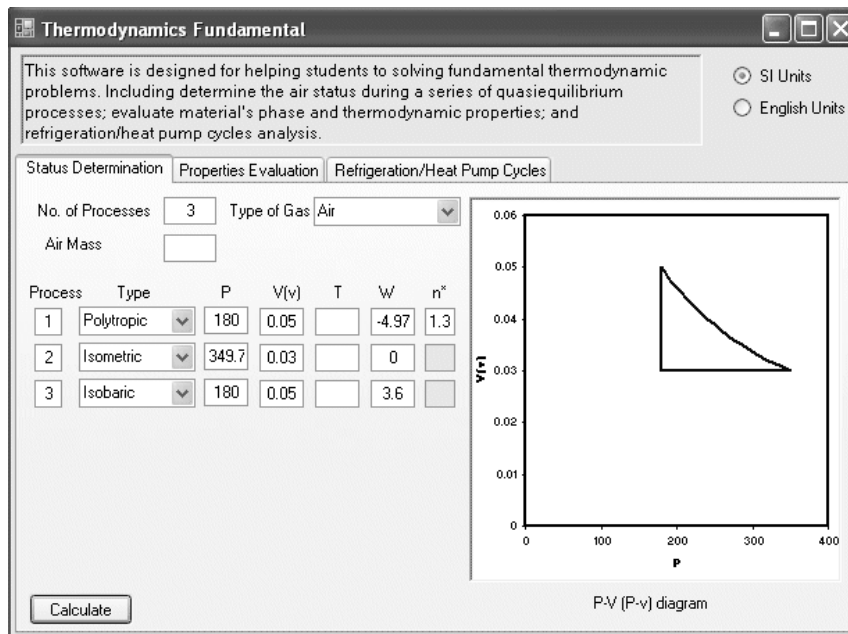 Thermodynamics Fundamental
This software is designed for helping students to solving fundamental thermodynamic
problems. Including determine the air status during a series of quasiequilibrium
processes; evaluate material's phase and thermodynamic properties; and
refrigeration/heat pump cycles analysis.
SI Units
English Units
Status Determination Properties Evaluation Refrigeration/Heat Pump Cycles
No. of Processes 3 Type of Gas Air
Air Mass
Process Type P V(v) T W n*
1 Polytropic 180 0.05 -4.97 1.3
2 Isometric 349.7 0.03 0
3 Isobaric 180 0.05 3.6
Calculate
0.06
0.05
0.04
0.03
0.02
0.01
0
V(v)
0 100 200 300 400
P
P-V (P-v) diagram